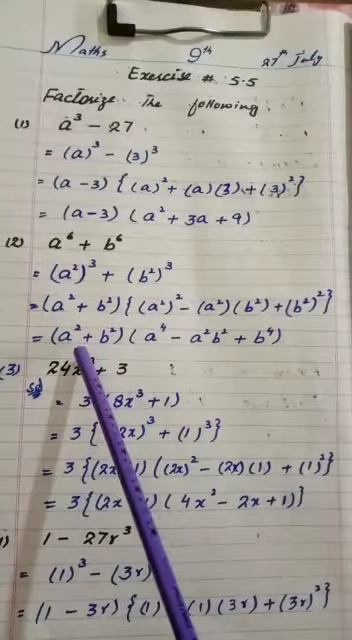 Maths 9th 27th July
Exercise # 5.5
Factorize The following
(1) a³ - 27
= (a)³ - (3)³
= (a - 3) {(a)² + (a)(3) + (3)²}
= (a-3) (a² + 3a + 9)
(2) a⁶ + b⁶
= (a²)³ + (b²)³
= (a² + b²) {(a²)² - (a²)(b²) + (b²)²}
= (a² + b²) (a⁴ - a²b² + b⁴)
(3) 24x + 3
Sol = 3 8x³ + 1)
= 3 { 2x)³ + (1)³}
= 3 {(2x 1) ((2x)² - (2x)(1) + (1)²}
= 3 {(2x 1) (4x² - 2x + 1)}
) 1 - 27r³
= (1)³ - (3r)
= (1 - 3r) {(1) (1)(3r) + (3r)²}